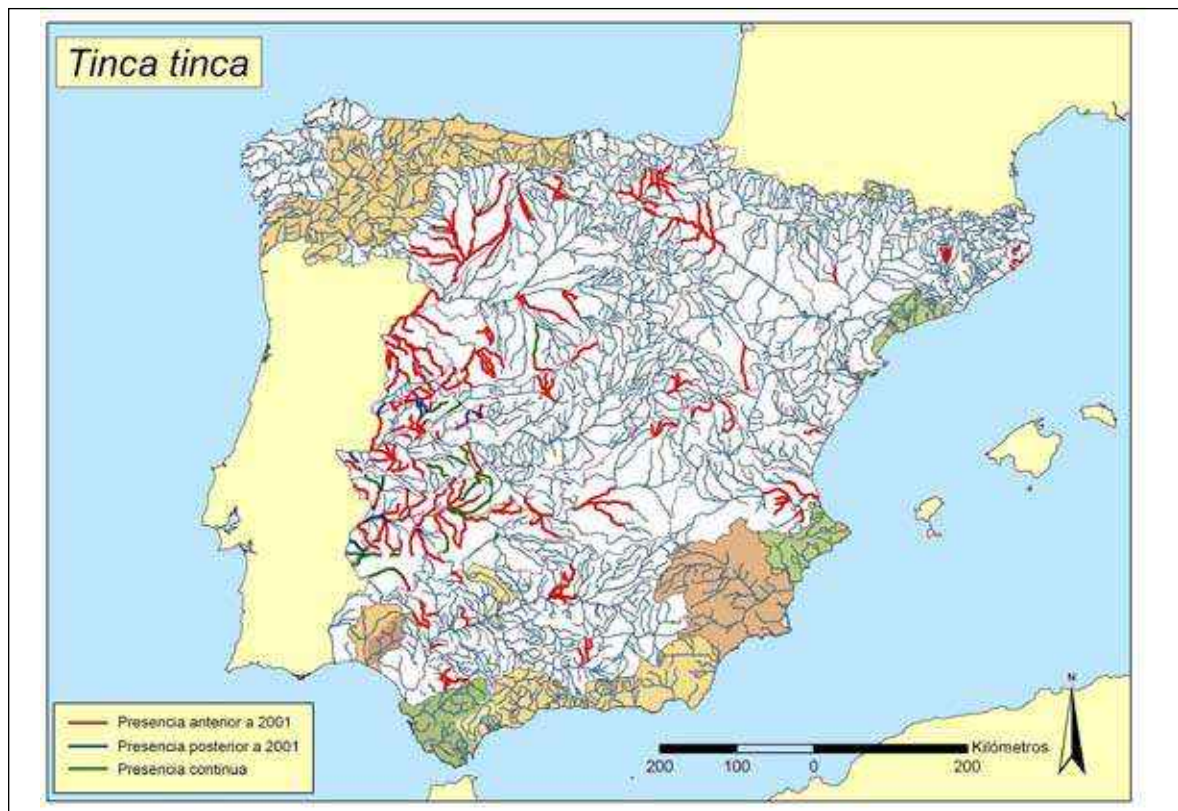 Tinca tinca
Presencia anterior a 2001
Presencia posterior a 2001
Presencia continua
N
Kilómetros
200 100 0 200